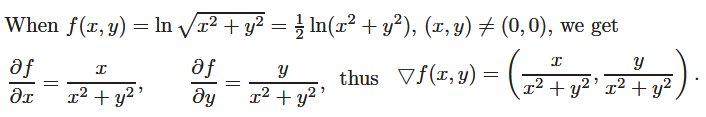 When f(x, y) = ln √(x² + y²) = ½ ln(x² + y²), (x, y) ≠ (0, 0), we get
∂f/∂x = x/(x² + y²), ∂f/∂y = y/(x² + y²), thus ▽f(x, y) = (x/(x² + y²), y/(x² + y²)).